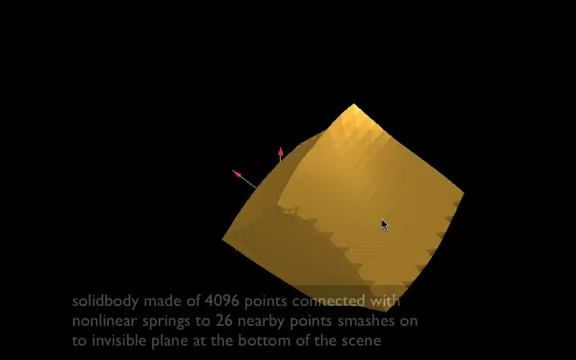 solidbody made of 4096 points connected with
nonlinear springs to 26 nearby points smashes on
to invisible plane at the bottom of the scene